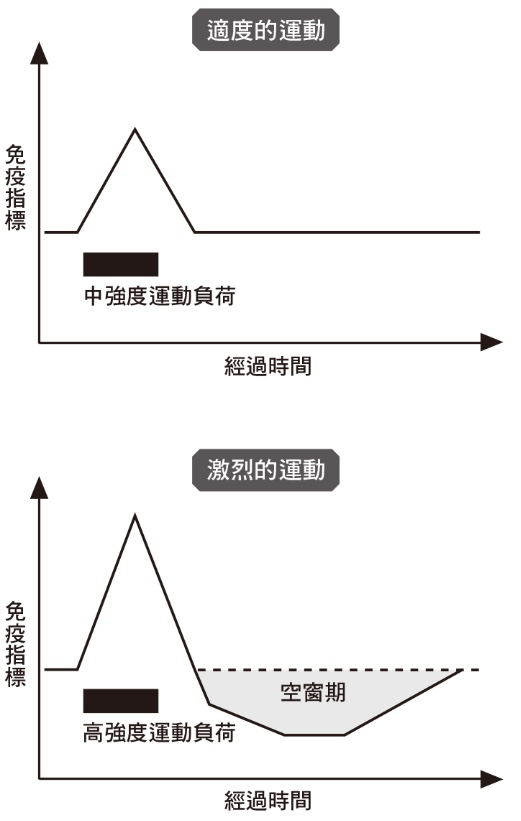 適度的運動
免疫指標
中強度運動負荷
經過時間
激烈的運動
免疫指標
空窗期
高強度運動負荷
經過時間